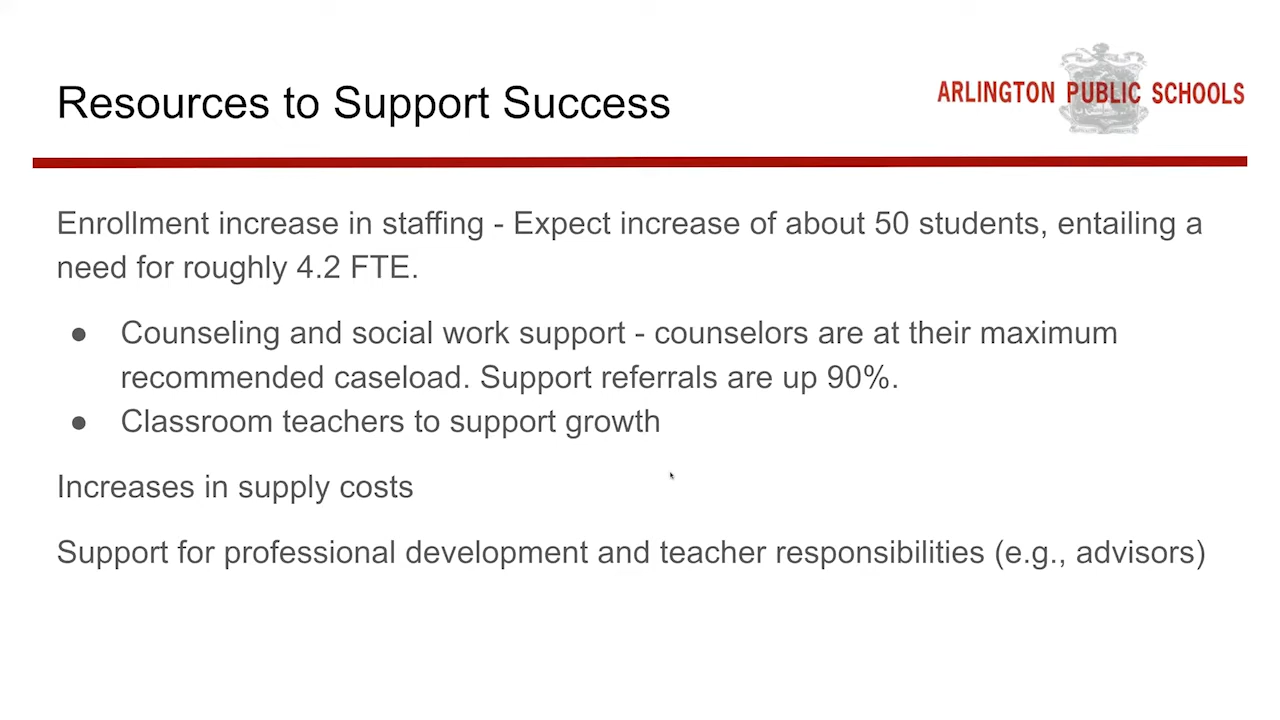 Resources to Support Success
ARLINGTON PUBLIC SCHOOLS
Enrollment increase in staffing - Expect increase of about 50 students, entailing a
need for roughly 4.2 FTE.
● Counseling and social work support - counselors are at their maximum
recommended caseload. Support referrals are up 90%.
● Classroom teachers to support growth
Increases in supply costs
Support for professional development and teacher responsibilities (e.g., advisors)